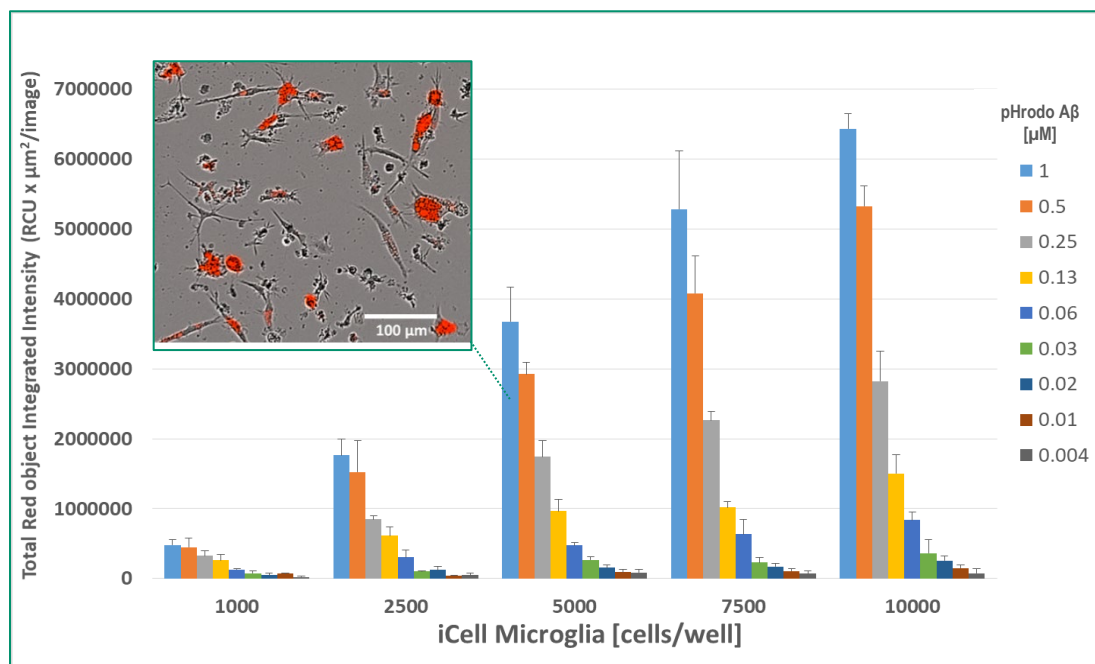 Total Red object Integrated Intensity (RCU x µm²/image)
7000000
6000000
5000000
4000000
3000000
2000000
1000000
0
100 µm
pHrodo Aβ
[µM]
1
0.5
0.25
0.13
0.06
0.03
0.02
0.01
0.004
1000 2500 5000 7500 10000
iCell Microglia [cells/well]